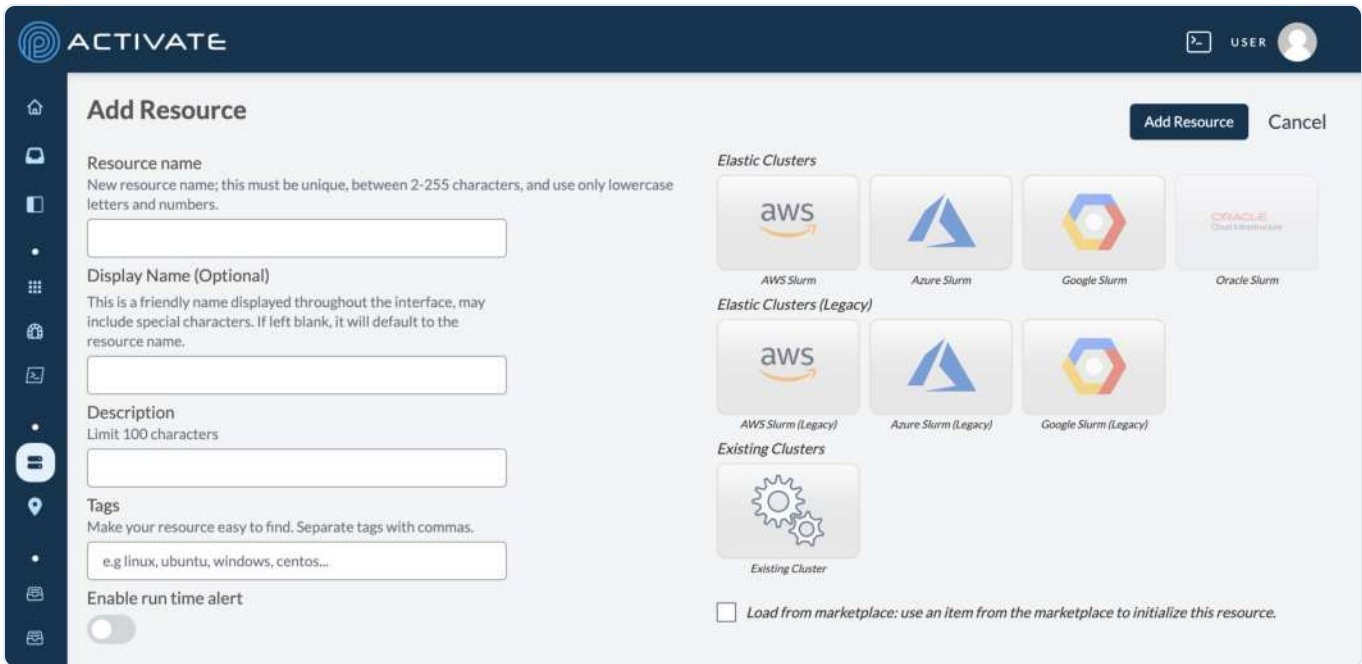 ACTIVATE
USER
Add Resource
Add Resource
Cancel
Resource name
New resource name; this must be unique, between 2-255 characters, and use only lowercase
letters and numbers.
Display Name (Optional)
This is a friendly name displayed throughout the interface, may
include special characters. If left blank, it will default to the
resource name.
Description
Limit 100 characters
Tags
Make your resource easy to find. Separate tags with commas.
e.g linux, ubuntu, windows, centos...
Enable run time alert
Elastic Clusters
aws
ORACLE
Cloud Infrastructure
AWS Slurm
Azure Slurm
Google Slurm
Oracle Slurm
Elastic Clusters (Legacy)
aws
AWS Slurm (Legacy)
Azure Slurm (Legacy)
Google Slurm (Legacy)
Existing Clusters
Existing Cluster
Load from marketplace: use an item from the marketplace to initialize this resource.